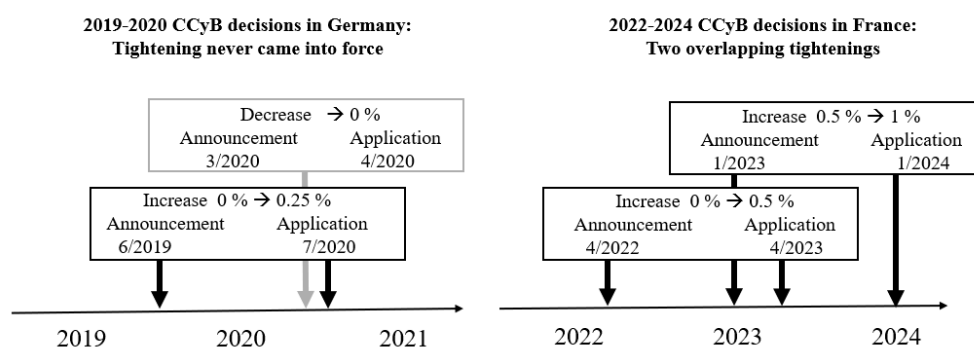 2019-2020 CCyB decisions in Germany:
Tightening never came into force
Decrease → 0 %
Announcement Application
3/2020 4/2020
Increase 0 % → 0.25 %
Announcement Application
6/2019 7/2020
2019 2020 2021
2022-2024 CCyB decisions in France:
Two overlapping tightenings
Increase 0.5 % → 1 %
Announcement Application
1/2023 1/2024
Increase 0 % → 0.5 %
Announcement Application
4/2022 4/2023
2022 2023 2024